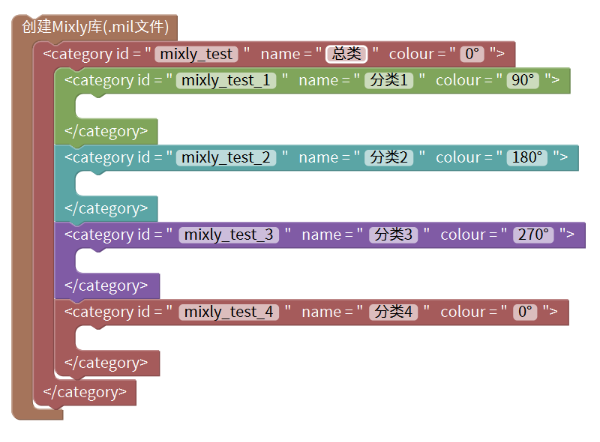 创建Mixly库(.mil文件)
<category id = " mixly_test " name = " 总类 " colour = " 0° ">
<category id = " mixly_test_1 " name = " 分类1 " colour = " 90° ">
</category>
<category id = " mixly_test_2 " name = " 分类2 " colour = " 180° ">
</category>
<category id = " mixly_test_3 " name = " 分类3 " colour = " 270° ">
</category>
<category id = " mixly_test_4 " name = " 分类4 " colour = " 0° ">
</category>
</category>